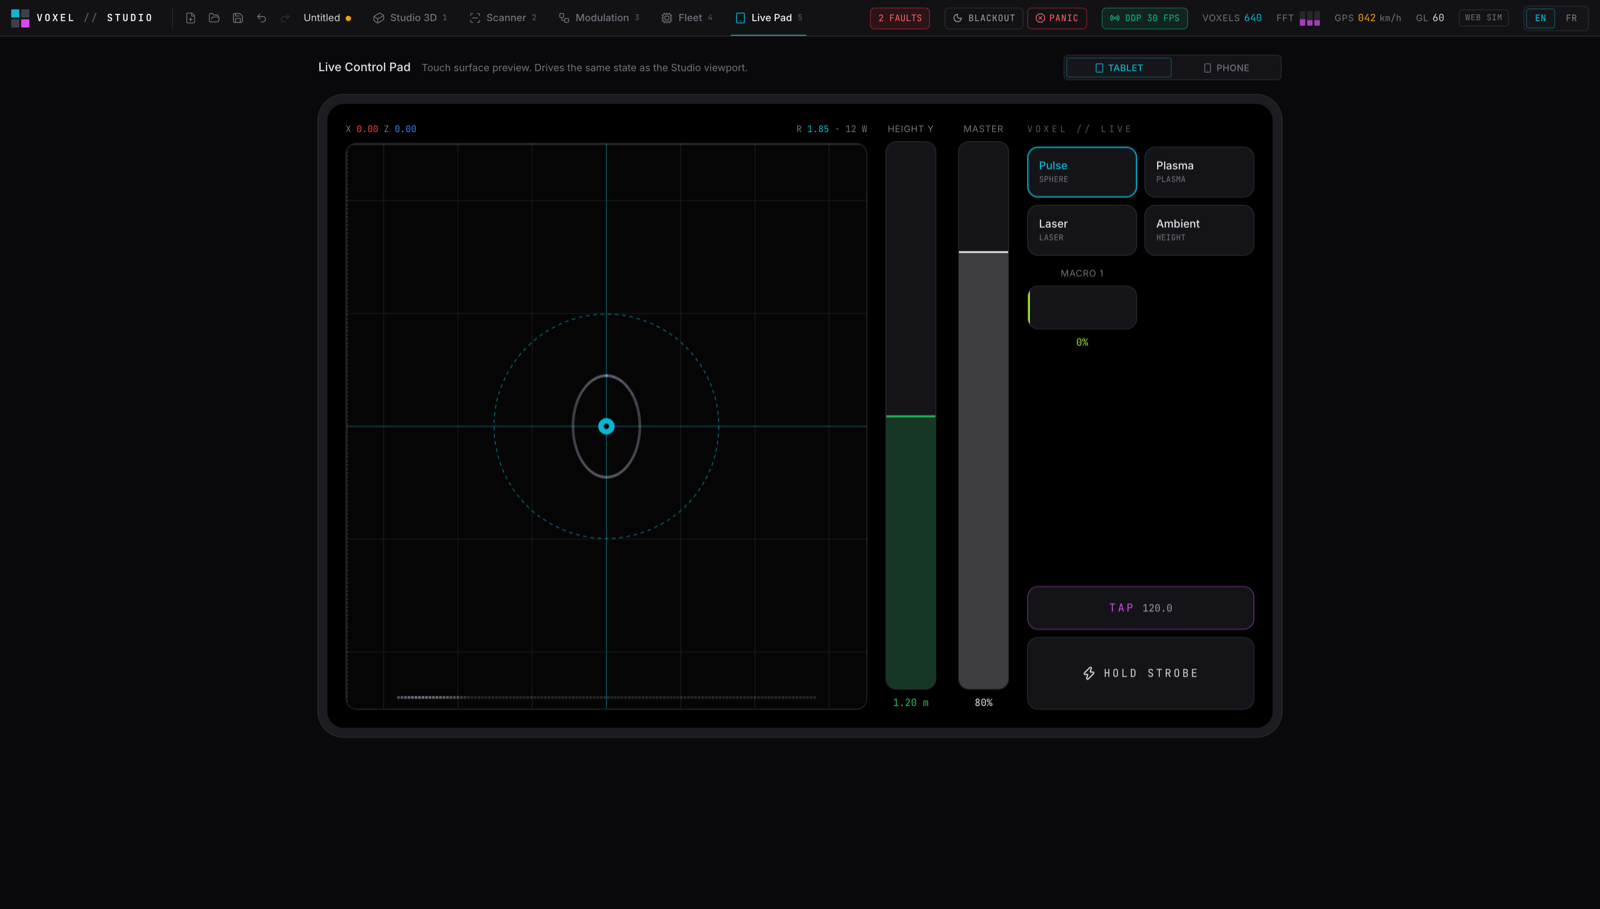 VOXEL // STUDIO
Untitled
Studio 3D 1
Scanner 2
Modulation 3
Fleet 4
Live Pad 5
2 FAULTS
BLACKOUT
PANIC
DDP 30 FPS
VOXELS 640
FFT
GPS 042 km/h
GL 60
WEB SIM
EN
FR
Live Control Pad
Touch surface preview. Drives the same state as the Studio viewport.
TABLET
PHONE
X 0.00 Z 0.00
R 1.85 · 12 W
HEIGHT Y
MASTER
VOXEL // LIVE
Pulse
SPHERE
Plasma
PLASMA
Laser
LASER
Ambient
HEIGHT
MACRO 1
0%
TAP 120.0
HOLD STROBE
1.20 m
80%